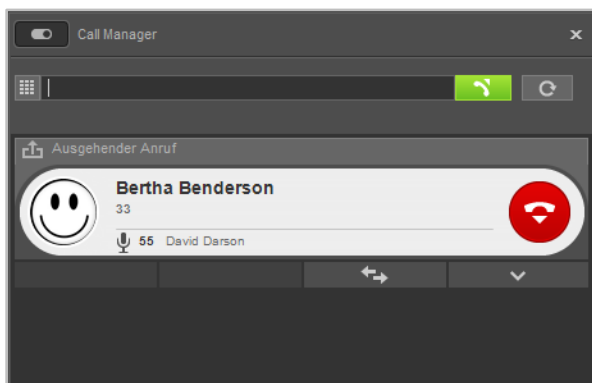 Call Manager
Ausgehender Anruf
Bertha Benderson
33
55 David Darson